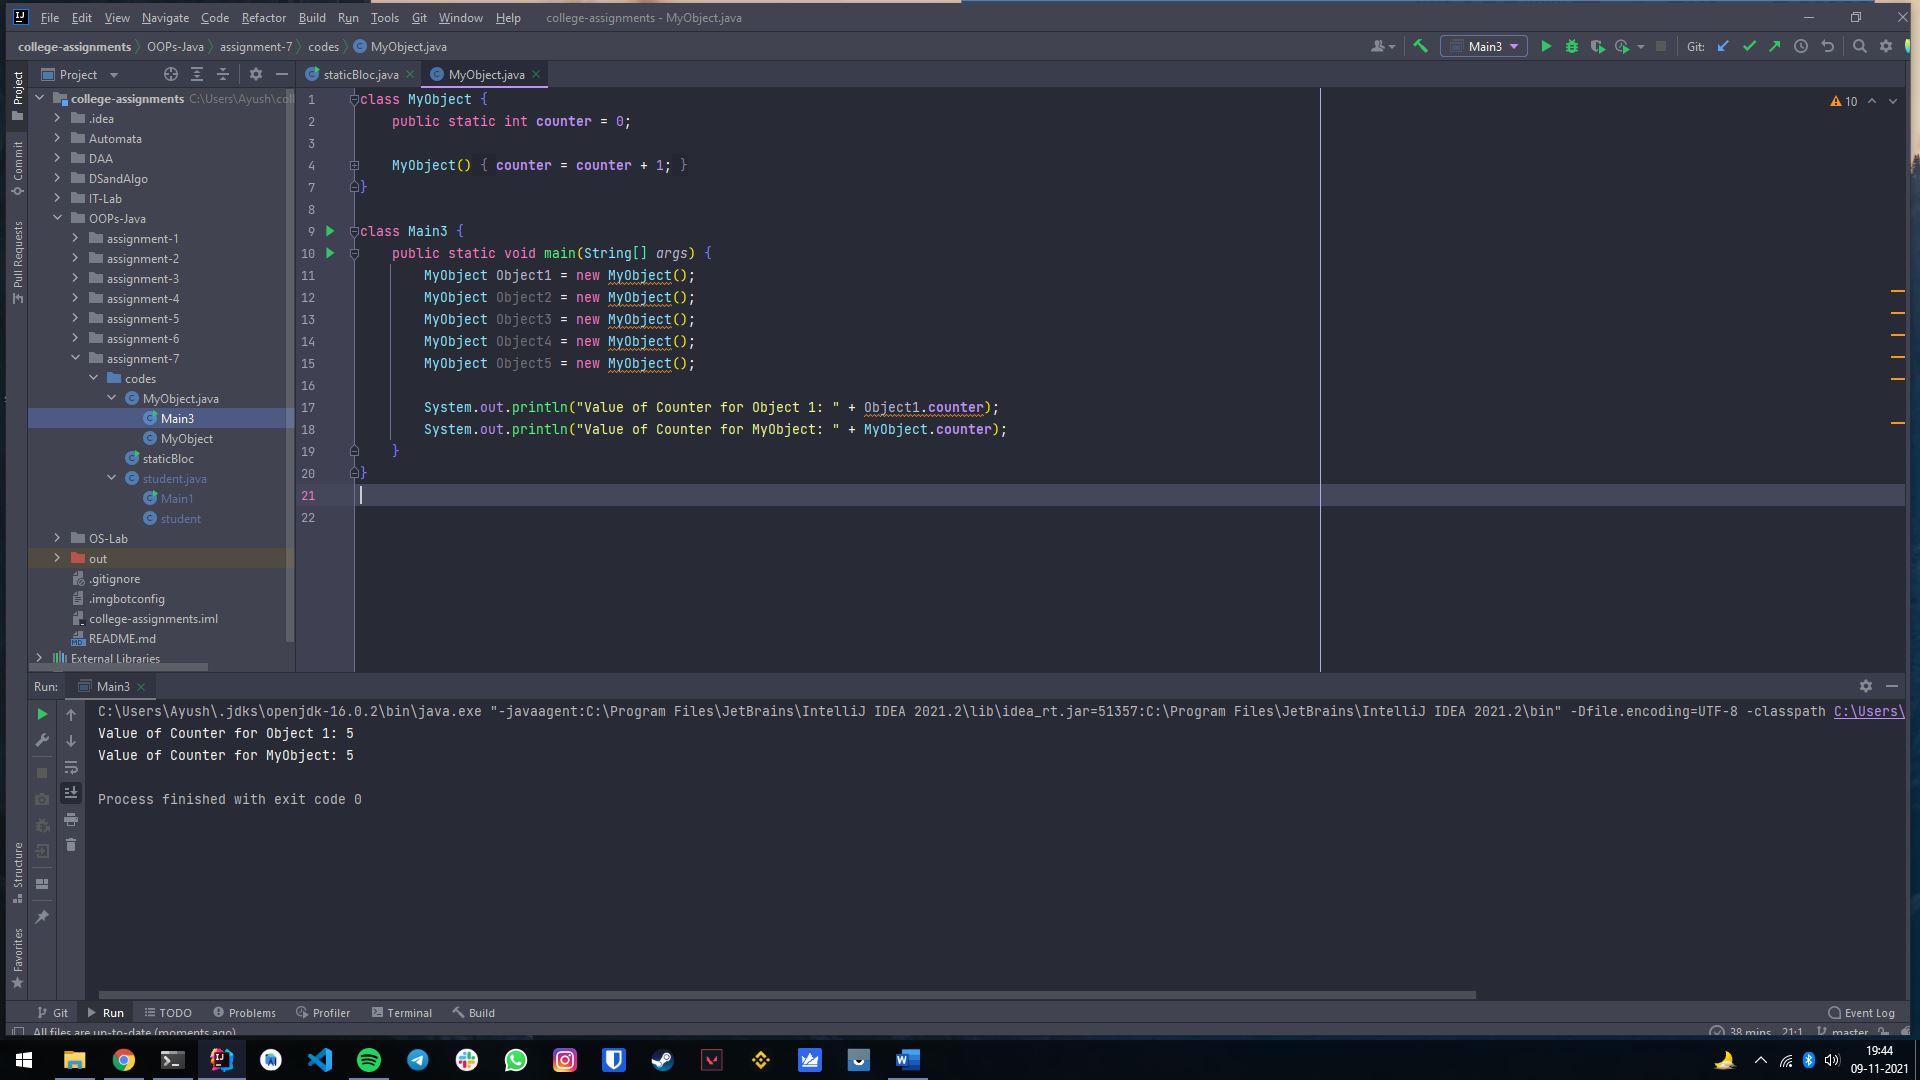 File Edit View Navigate Code Refactor Build Run Tools Git Window Help college-assignments - MyObject.java
college-assignments OOPs-Java assignment-7 codes MyObject.java
Main3
Git:
Project
staticBloc.java
MyObject.java
Project
Commit
Pull Requests
college-assignments C:\Users\Ayush\coll
.idea
Automata
DAA
DSandAlgo
IT-Lab
OOPs-Java
assignment-1
assignment-2
assignment-3
assignment-4
assignment-5
assignment-6
assignment-7
codes
MyObject.java
Main3
MyObject
staticBloc
student.java
Main1
student
OS-Lab
out
.gitignore
.imgbotconfig
college-assignments.iml
README.md
External Libraries
10
1 class MyObject {
2 public static int counter = 0;
3
4 MyObject() { counter = counter + 1; }
7 }
8
9 class Main3 {
10 public static void main(String[] args) {
11 MyObject Object1 = new MyObject();
12 MyObject Object2 = new MyObject();
13 MyObject Object3 = new MyObject();
14 MyObject Object4 = new MyObject();
15 MyObject Object5 = new MyObject();
16
17 System.out.println("Value of Counter for Object 1: " + Object1.counter);
18 System.out.println("Value of Counter for MyObject: " + MyObject.counter);
19 }
20 }
21
22
Run: Main3
C:\Users\Ayush\.jdks\openjdk-16.0.2\bin\java.exe "-javaagent:C:\Program Files\JetBrains\IntelliJ IDEA 2021.2\lib\idea_rt.jar=51357:C:\Program Files\JetBrains\IntelliJ IDEA 2021.2\bin" -Dfile.encoding=UTF-8 -classpath C:\Users\
Value of Counter for Object 1: 5
Value of Counter for MyObject: 5
Process finished with exit code 0
Structure
Favorites
Git Run TODO Problems Profiler Terminal Build Event Log
All files are up-to-date (moments ago) 38 mins 21:1 master
19:44
09-11-2021